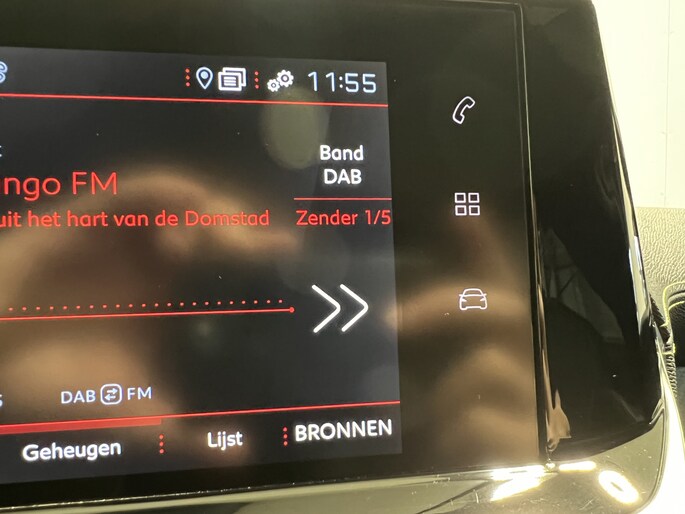 11:55
Band
DAB
ngo FM
uit het hart van de Domstad
Zender 1/5
DAB FM
Geheugen
Lijst
BRONNEN